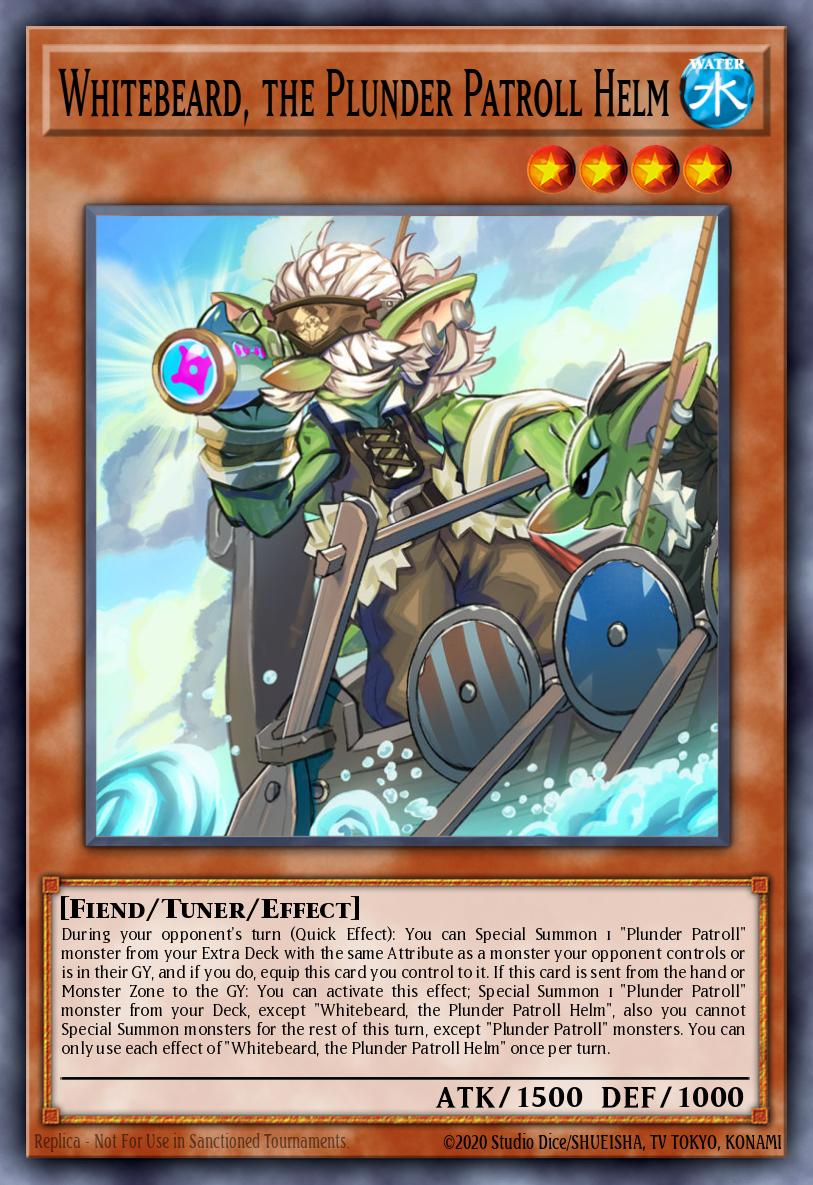 Whitebeard, the Plunder Patroll Helm
WATER
水
[Fiend/Tuner/Effect]
During your opponent's turn (Quick Effect): You can Special Summon 1 "Plunder Patroll"
monster from your Extra Deck with the same Attribute as a monster your opponent controls or
is in their GY, and if you do, equip this card you control to it. If this card is sent from the hand or
Monster Zone to the GY: You can activate this effect; Special Summon 1 "Plunder Patroll"
monster from your Deck, except "Whitebeard, the Plunder Patroll Helm", also you cannot
Special Summon monsters for the rest of this turn, except "Plunder Patroll" monsters. You can
only use each effect of "Whitebeard, the Plunder Patroll Helm" once per turn.
ATK/1500 DEF/1000
Replica - Not For Use in Sanctioned Tournaments.
©2020 Studio Dice/SHUEISHA, TV TOKYO, KONAMI